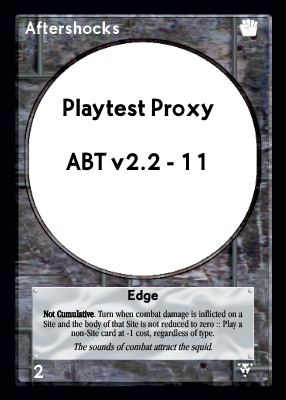 Aftershocks
Playtest Proxy
ABT v2.2 - 11
Edge
Not Cumulative. Turn when combat damage is inflicted on a
Site and the body of that Site is not reduced to zero :: Play a
non-Site card at -1 cost, regardless of type.
The sounds of combat attract the squid.
2